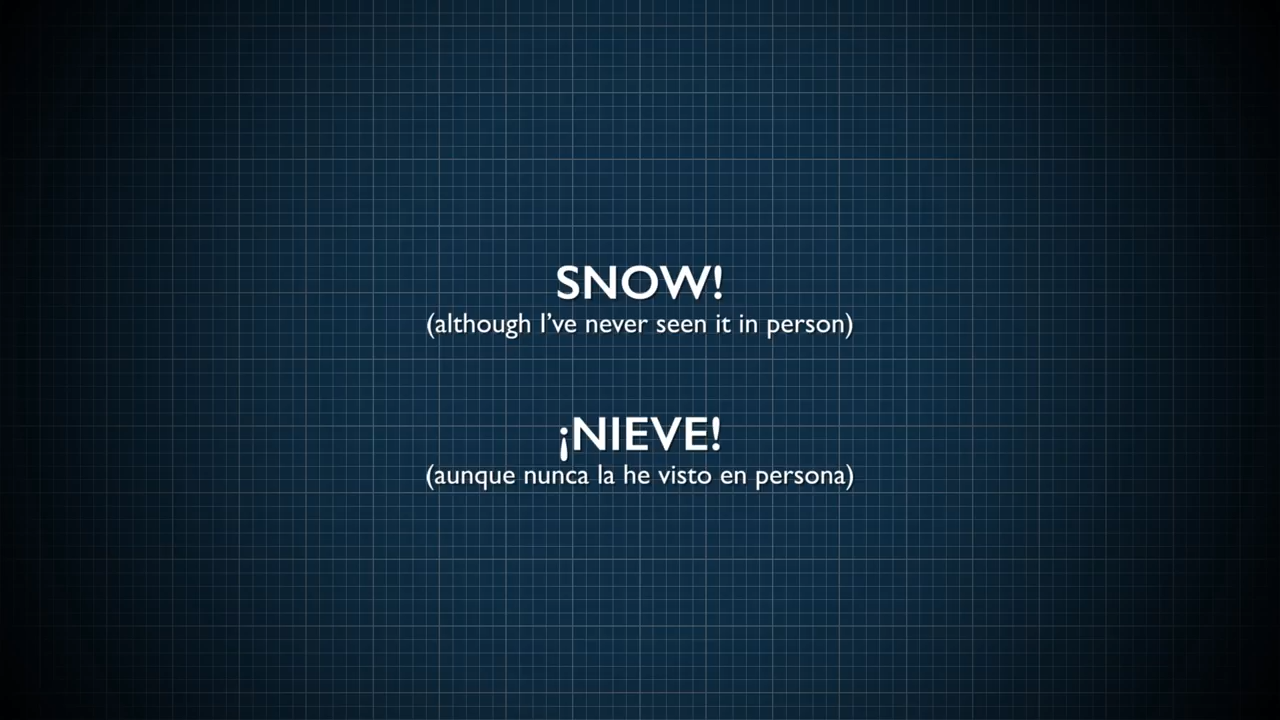 SNOW!
(although I’ve never seen it in person)
¡NIEVE!
(aunque nunca la he visto en persona)